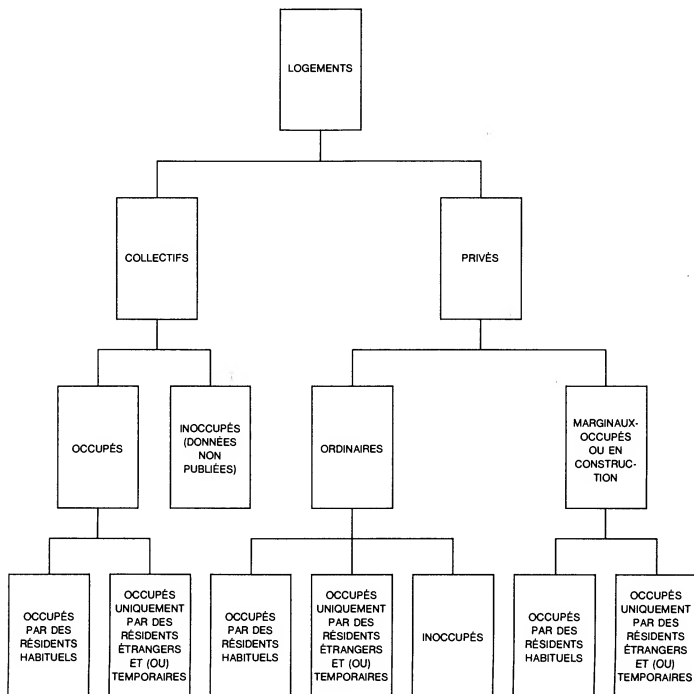 LOGEMENTS
COLLECTIFS
PRIVÉS
OCCUPÉS
INOCCUPÉS
(DONNÉES
NON
PUBLIÉES)
ORDINAIRES
MARGINAUX-
OCCUPÉS
OU EN
CONSTRUC-
TION
OCCUPÉS
PAR DES
RÉSIDENTS
HABITUELS
OCCUPÉS
UNIQUEMENT
PAR DES
RÉSIDENTS
ÉTRANGERS
ET (OU)
TEMPORAIRES
OCCUPÉS
PAR DES
RÉSIDENTS
HABITUELS
OCCUPÉS
UNIQUEMENT
PAR DES
RÉSIDENTS
ÉTRANGERS
ET (OU)
TEMPORAIRES
INOCCUPÉS
OCCUPÉS
PAR DES
RÉSIDENTS
HABITUELS
OCCUPÉS
UNIQUEMENT
PAR DES
RÉSIDENTS
ÉTRANGERS
ET (OU)
TEMPORAIRES